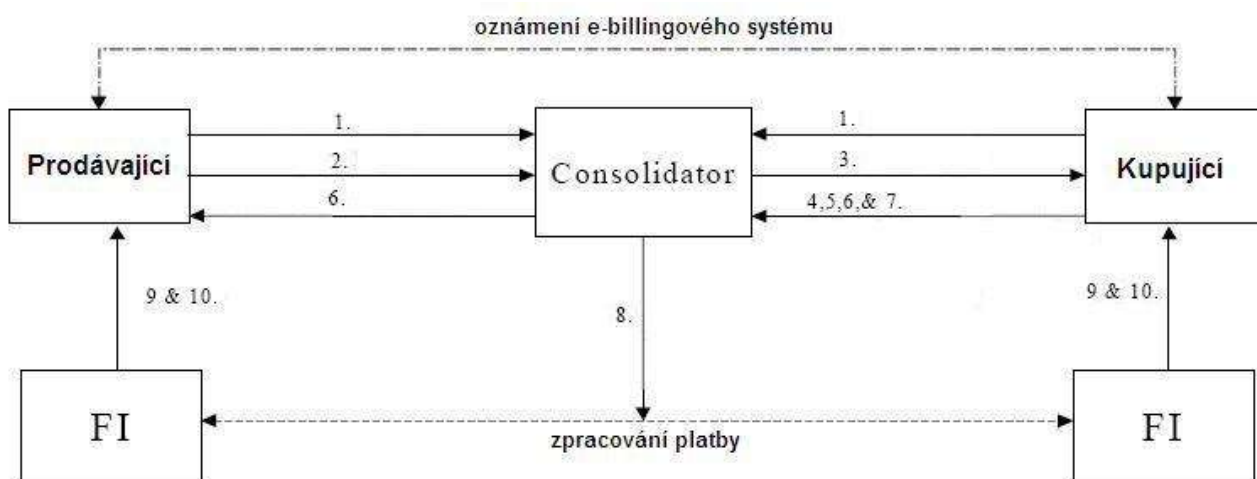 oznámení e-billingového systému
1.
1.
Prodávající
2.
Consolidator
3.
Kupující
6.
4,5,6,& 7.
9 & 10.
8.
9 & 10.
FI
FI
zpracování platby